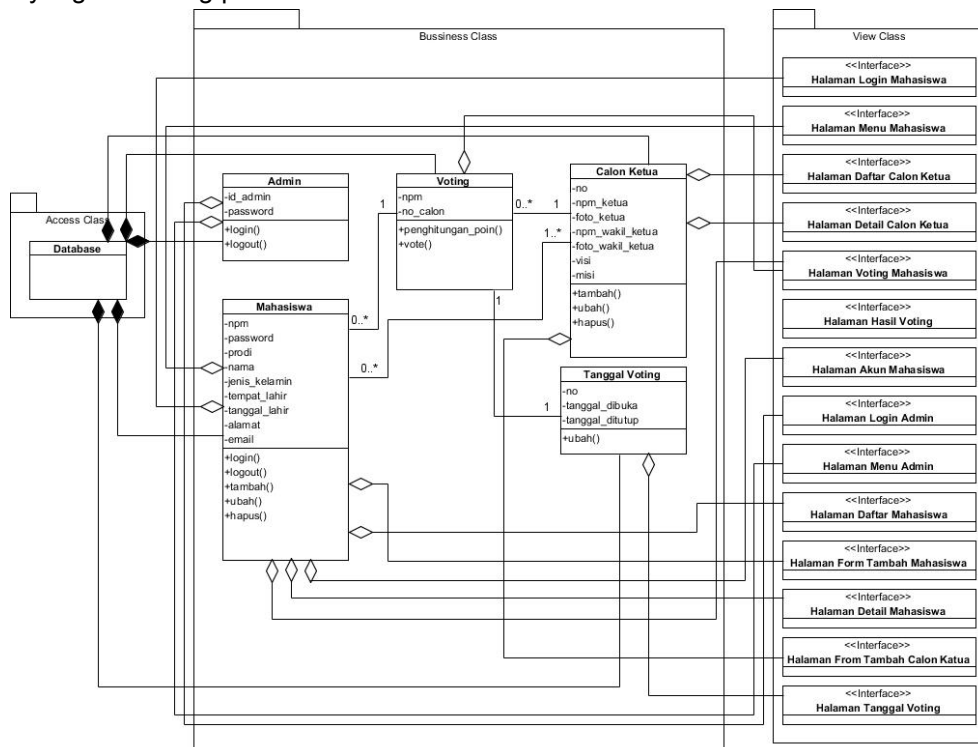 Bussiness Class
View Class
Access Class
Database
Admin
-id_admin
-password
+login()
+logout()
Voting
-npm
-no_calon
+penghitungan_poin()
+vote()
Calon Ketua
-no
-npm_ketua
-foto_ketua
-npm_wakil_ketua
-foto_wakil_ketua
-visi
-misi
+tambah()
+ubah()
+hapus()
Mahasiswa
-npm
-password
-prodi
-nama
-jenis_kelamin
-tempat_lahir
-tanggal_lahir
-alamat
-email
+login()
+logout()
+tambah()
+ubah()
+hapus()
Tanggal Voting
-no
-tanggal_dibuka
-tanggal_ditutup
+ubah()
1
0..*
0..*
1
1..*
0..*
1
1
<<Interface>>
Halaman Login Mahasiswa
<<Interface>>
Halaman Menu Mahasiswa
<<Interface>>
Halaman Daftar Calon Ketua
<<Interface>>
Halaman Detail Calon Ketua
<<Interface>>
Halaman Voting Mahasiswa
<<Interface>>
Halaman Hasil Voting
<<Interface>>
Halaman Akun Mahasiswa
<<Interface>>
Halaman Login Admin
<<Interface>>
Halaman Menu Admin
<<Interface>>
Halaman Daftar Mahasiswa
<<Interface>>
Halaman Form Tambah Mahasiswa
<<Interface>>
Halaman Detail Mahasiswa
<<Interface>>
Halaman From Tambah Calon Katua
<<Interface>>
Halaman Tanggal Voting